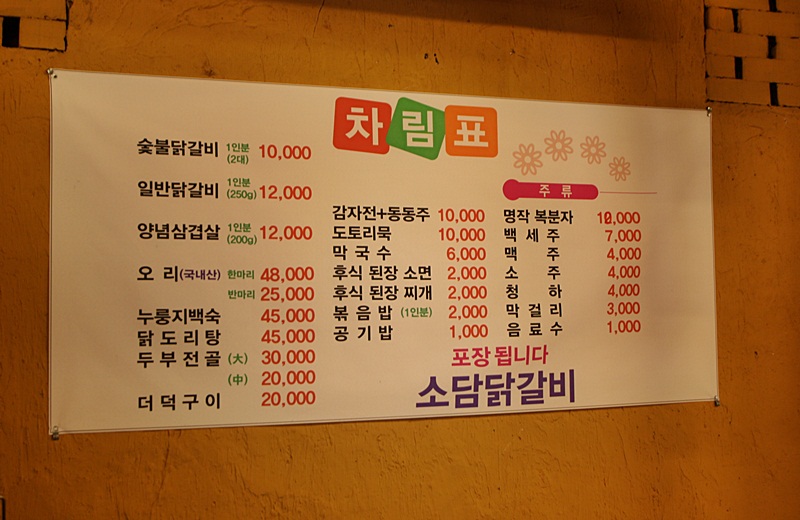 차림표
숯불닭갈비 1인분 (2대) 10,000
일반닭갈비 1인분 (250g) 12,000
양념삼겹살 1인분 (200g) 12,000
오 리(국내산) 한마리 48,000
반마리 25,000
누룽지백숙 45,000
닭도리탕 45,000
두부전골 (大) 30,000
(中) 20,000
더덕구이 20,000
감자전+동동주 10,000
도토리묵 10,000
막국수 6,000
후식 된장 소면 2,000
후식 된장 찌개 2,000
볶음밥 (1인분) 2,000
공기밥 1,000
주류
명작 복분자
백세주 7,000
맥주 4,000
소주 4,000
청하 4,000
막걸리 3,000
음료수 1,000
포장 됩니다
소담닭갈비